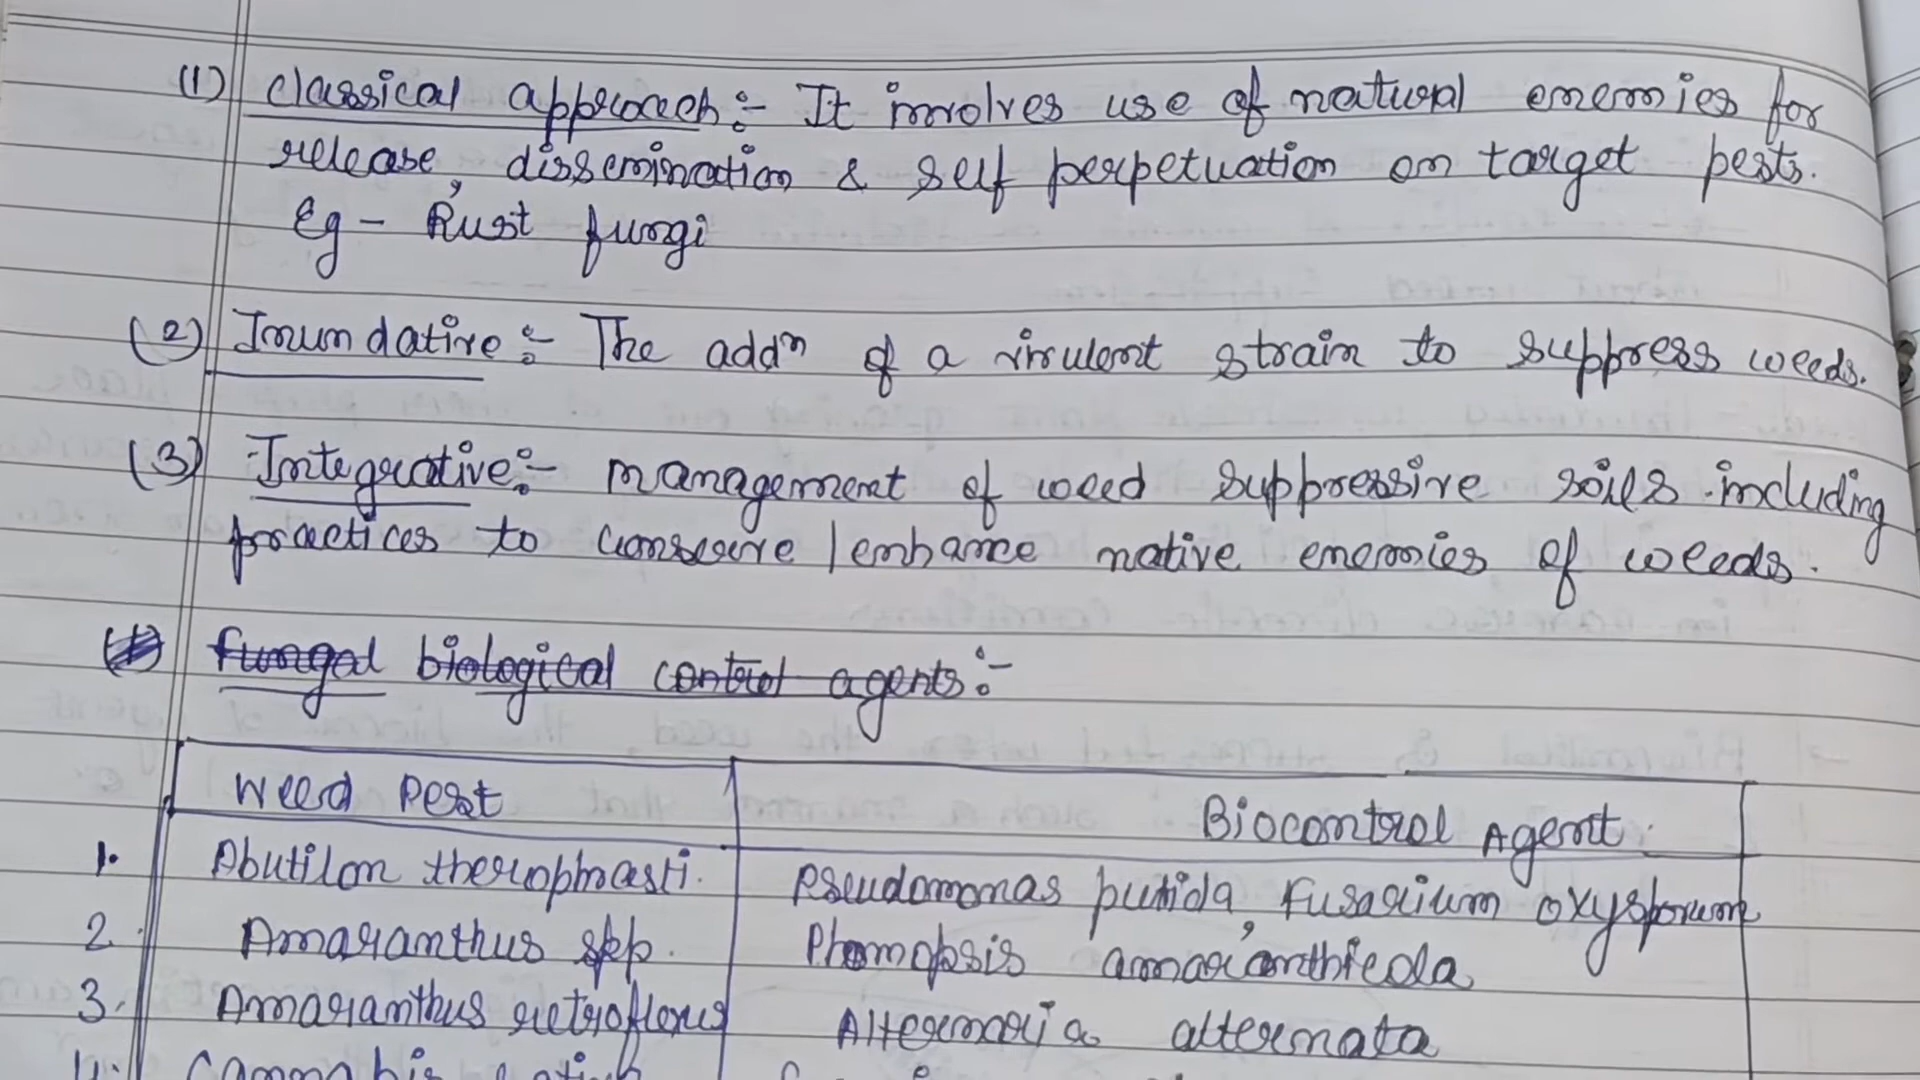 (1) Classical approach:- It involves use of natural enemies for
release, dissemination & self perpetuation on target pests.
Eg - Rust fungi
(2) Inundative:- The addn of a virulent strain to suppress weeds.
(3) Integrative:- management of weed suppressive soils including
practices to conserve / enhance native enemies of weeds.
fungal biological control agents:-
Weed Pest Biocontrol Agent
1. Abutilon theriophrasti. Pseudomonas putida, Fusarium oxysporum
2. Amaranthus spp. Phomopsis amaranthicola
3. Amaranthus retroflexus Alternaria alternata
4. Cannabis